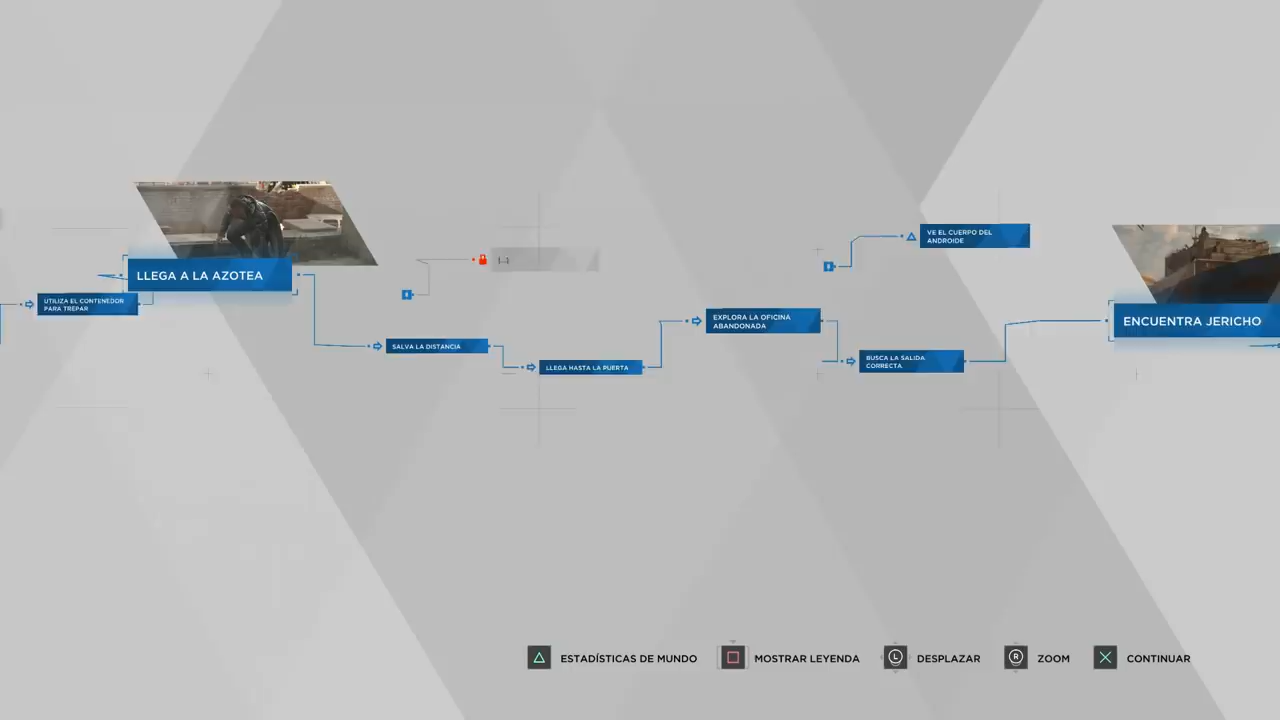 LLEGA A LA AZOTEA
UTILIZA EL CONTENEDOR
PARA TREPAR
[...]
SALVA LA DISTANCIA
LLEGA HASTA LA PUERTA
EXPLORA LA OFICINA
ABANDONADA
VE EL CUERPO DEL
ANDROIDE
BUSCA LA SALIDA
CORRECTA
ENCUENTRA JERICHO
ESTADÍSTICAS DE MUNDO
MOSTRAR LEYENDA
L DESPLAZAR
R ZOOM
CONTINUAR